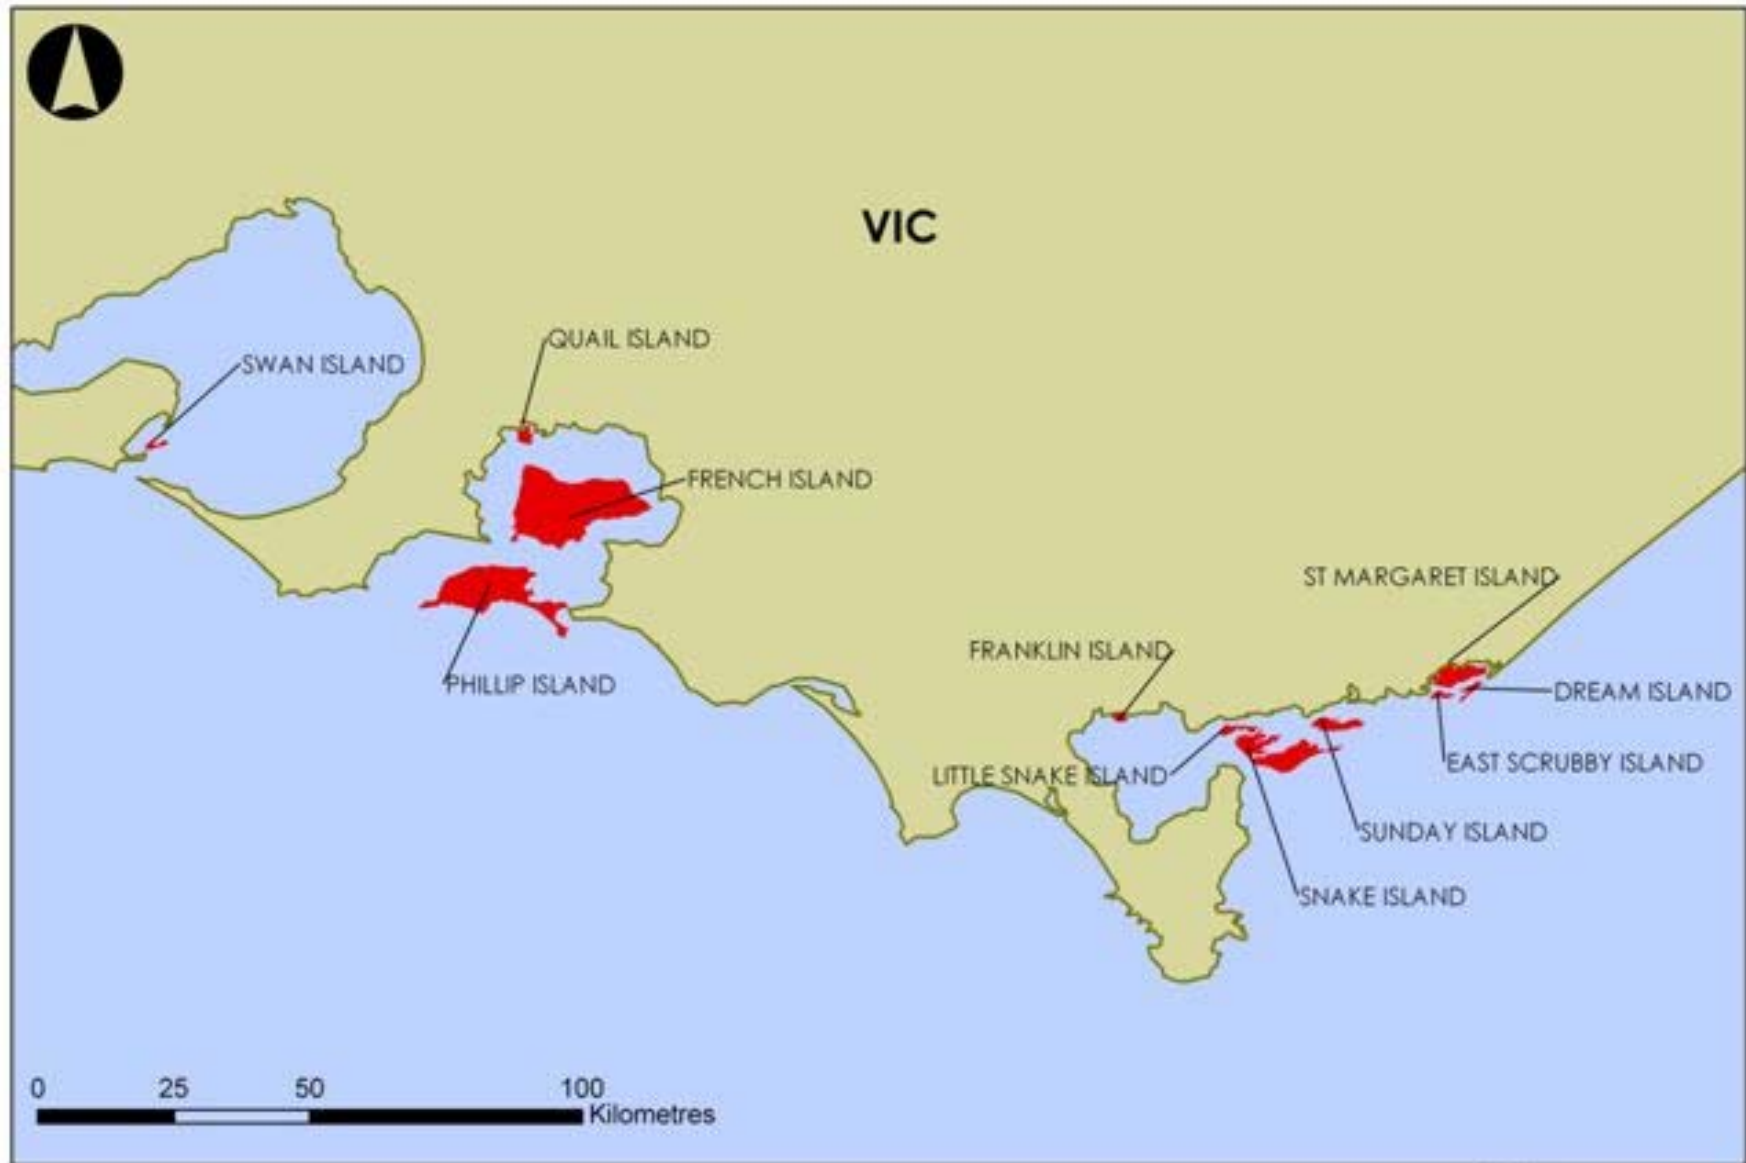 VIC
QUAIL ISLAND
SWAN ISLAND
FRENCH ISLAND
ST MARGARET ISLAND
FRANKLIN ISLAND
PHILLIP ISLAND
DREAM ISLAND
EAST SCRUBBY ISLAND
LITTLE SNAKE ISLAND
SUNDAY ISLAND
SNAKE ISLAND
0 25 50 100
Kilometres